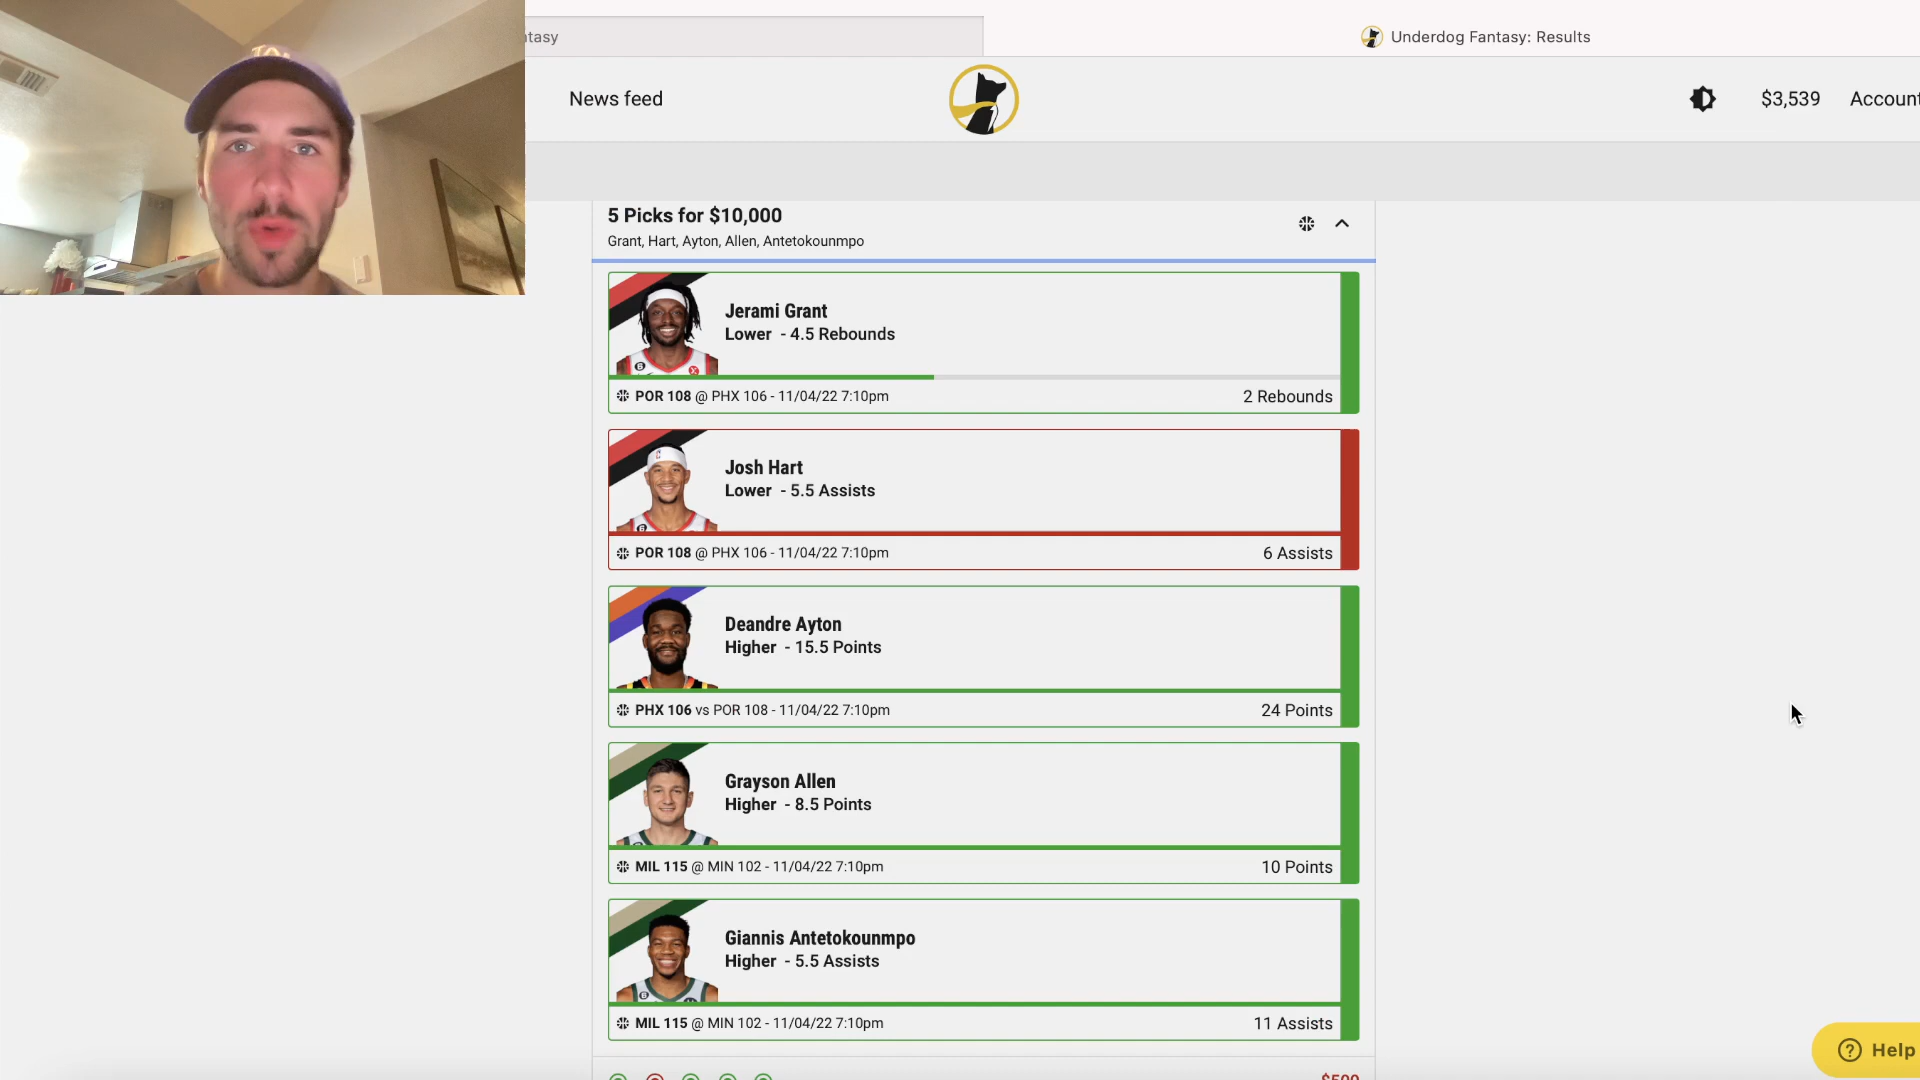 tasy
Underdog Fantasy: Results
News feed
$3,539
Account
5 Picks for $10,000
Grant, Hart, Ayton, Allen, Antetokounmpo
Jerami Grant
Lower - 4.5 Rebounds
POR 108 @ PHX 106 - 11/04/22 7:10pm
2 Rebounds
Josh Hart
Lower - 5.5 Assists
POR 108 @ PHX 106 - 11/04/22 7:10pm
6 Assists
Deandre Ayton
Higher - 15.5 Points
PHX 106 vs POR 108 - 11/04/22 7:10pm
24 Points
Grayson Allen
Higher - 8.5 Points
MIL 115 @ MIN 102 - 11/04/22 7:10pm
10 Points
Giannis Antetokounmpo
Higher - 5.5 Assists
MIL 115 @ MIN 102 - 11/04/22 7:10pm
11 Assists
$500
Help